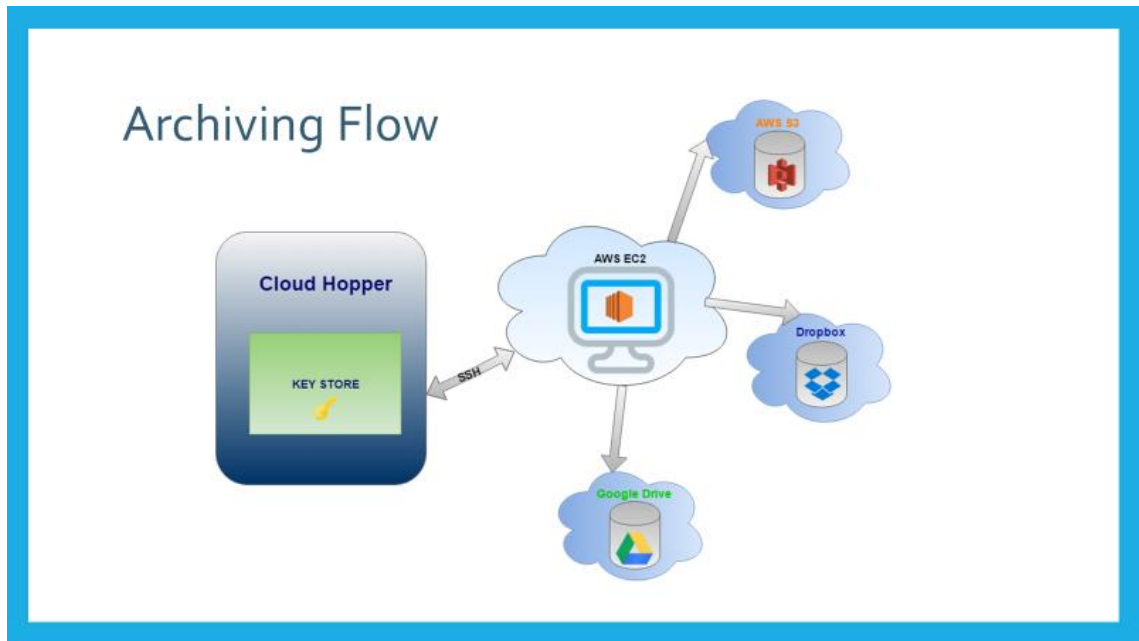 Archiving Flow
AWS S3
AWS EC2
Cloud Hopper
Dropbox
SSH
KEY STORE
Google Drive